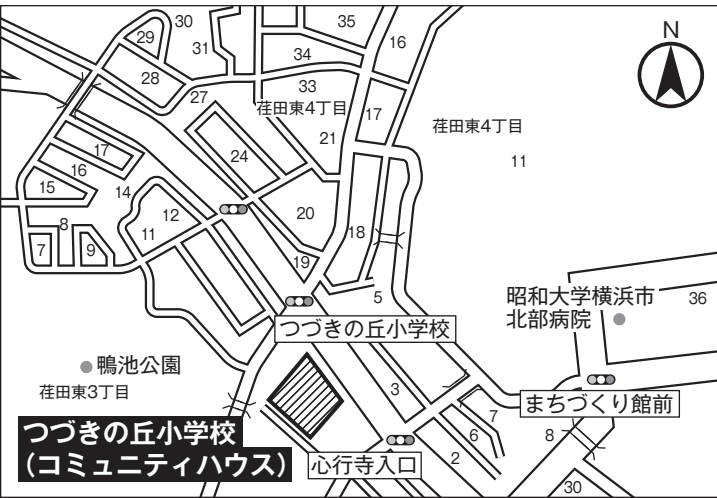 30
35
N
29
31
16
34
28
33
27
荏田東4丁目
17
荏田東4丁目
21
17
24
11
16
15
14
12
20
8
18
11
7
9
19
5
昭和大学横浜市
北部病院
36
つづきの丘小学校
鴨池公園
荏田東3丁目
3
まちづくり館前
7
つづきの丘小学校
(コミュニティハウス)
6
8
心行寺入口
2
30